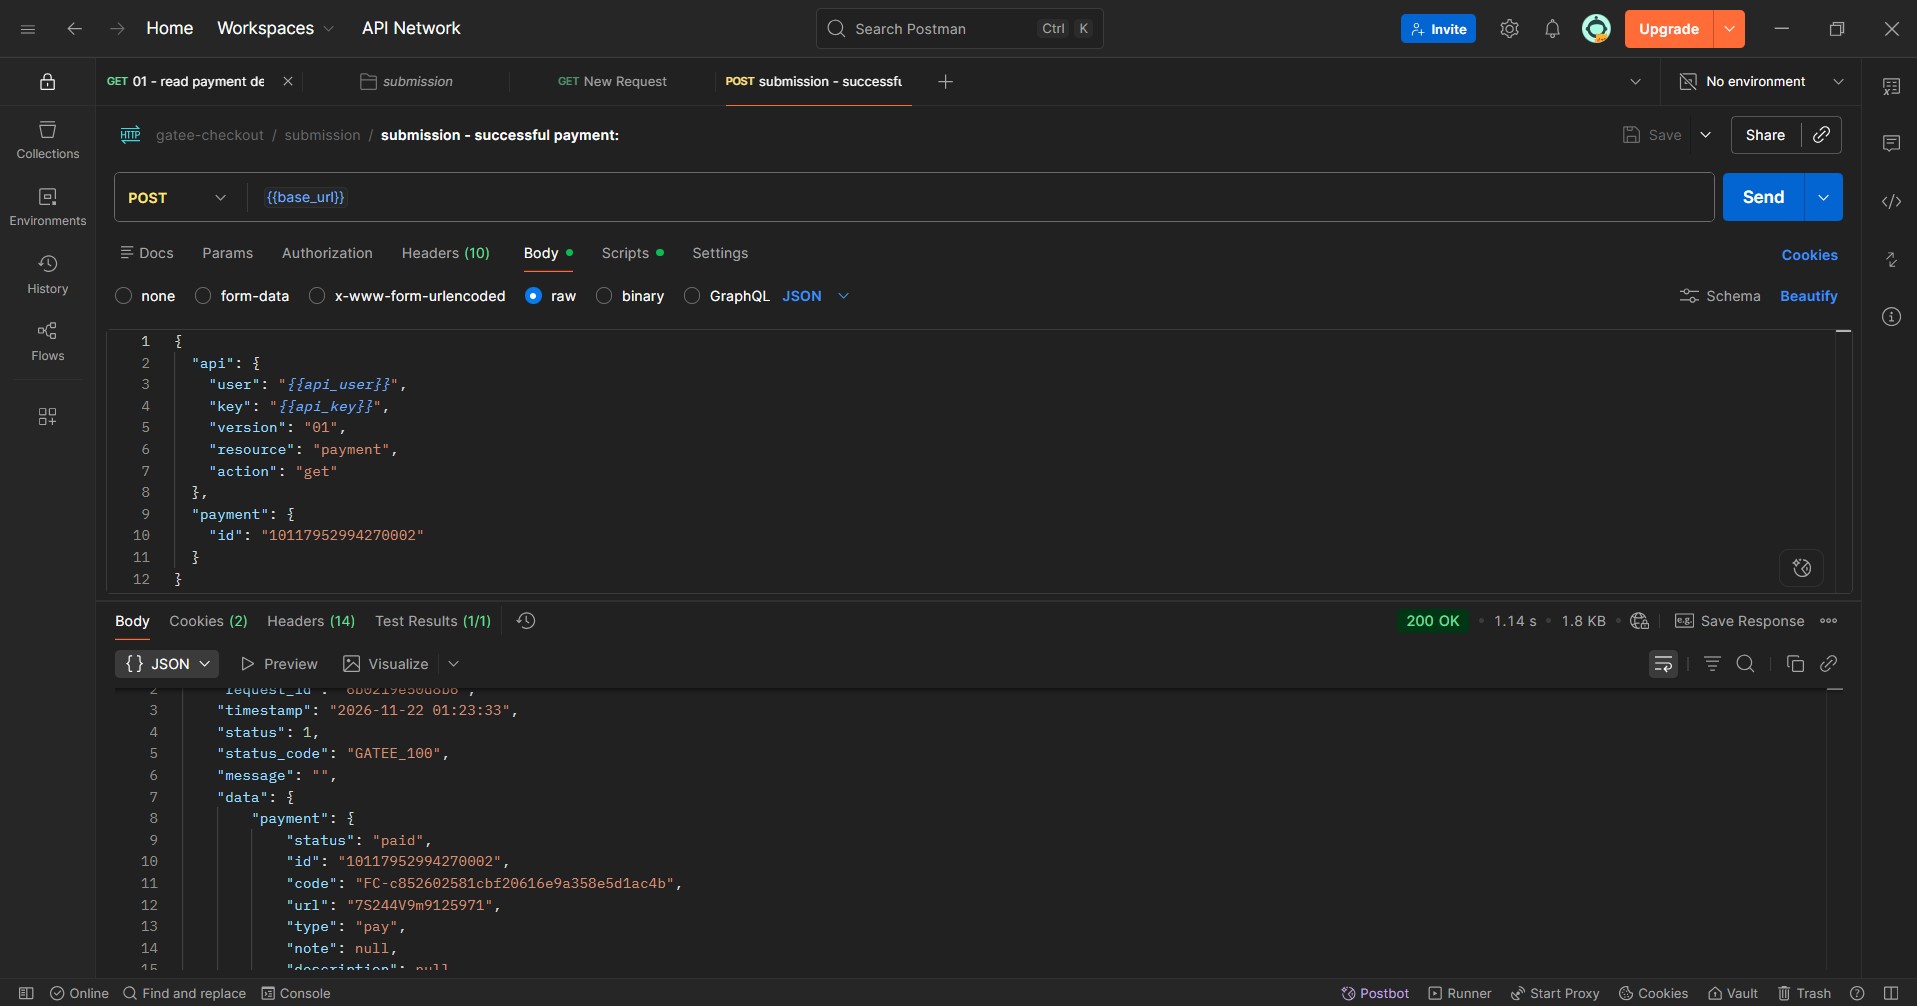 Home Workspaces API Network Search Postman Ctrl K Invite Upgrade
GET 01 - read payment de submission GET New Request POST submission - successfu No environment
HTTP gatee-checkout / submission / submission - successful payment: Save Share
POST {{base_url}} Send
Docs Params Authorization Headers (10) Body Scripts Settings Cookies
none form-data x-www-form-urlencoded raw binary GraphQL JSON Schema Beautify
Collections
Environments
History
Flows
1 {
2 "api": {
3 "user": "{{api_user}}",
4 "key": "{{api_key}}",
5 "version": "01",
6 "resource": "payment",
7 "action": "get"
8 },
9 "payment": {
10 "id": "10117952994270002"
11 }
12 }
Body Cookies (2) Headers (14) Test Results (1/1) 200 OK • 1.14 s • 1.8 KB e.g. Save Response
{} JSON Preview Visualize
2 "request_id": "6b0219e50d8b6",
3 "timestamp": "2026-11-22 01:23:33",
4 "status": 1,
5 "status_code": "GATEE_100",
6 "message": "",
7 "data": {
8 "payment": {
9 "status": "paid",
10 "id": "10117952994270002",
11 "code": "FC-c852602581cbf20616e9a358e5d1ac4b",
12 "url": "7S244V9m9125971",
13 "type": "pay",
14 "note": null,
15 "description": null
Online Find and replace Console Postbot Runner Start Proxy Cookies Vault Trash